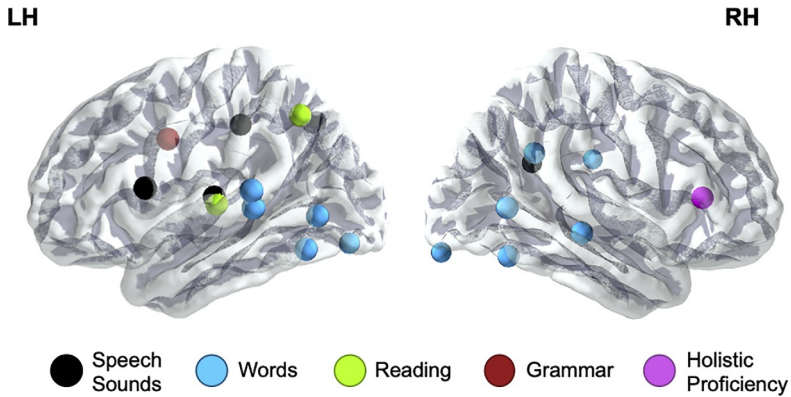 LH
RH
Speech
Sounds
Words
Reading
Grammar
Holistic
Proficiency